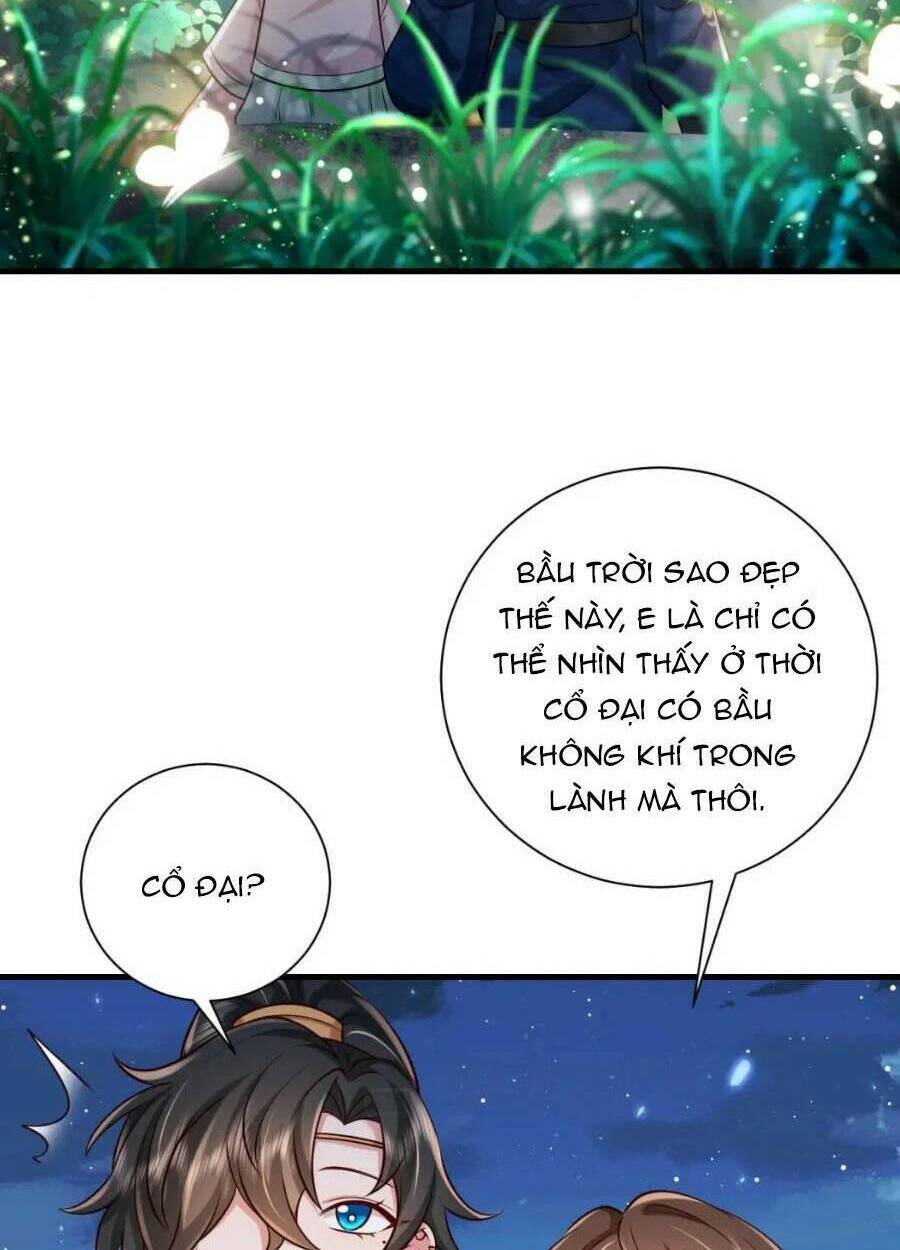 BẦU TRỜI SAO ĐẸP
THẾ NÀY, E LÀ CHỈ CÓ
THỂ NHÌN THẤY Ở THỜI
CỔ ĐẠI CÓ BẦU
KHÔNG KHÍ TRONG
LÀNH MÀ THÔI.
CỔ ĐẠI?